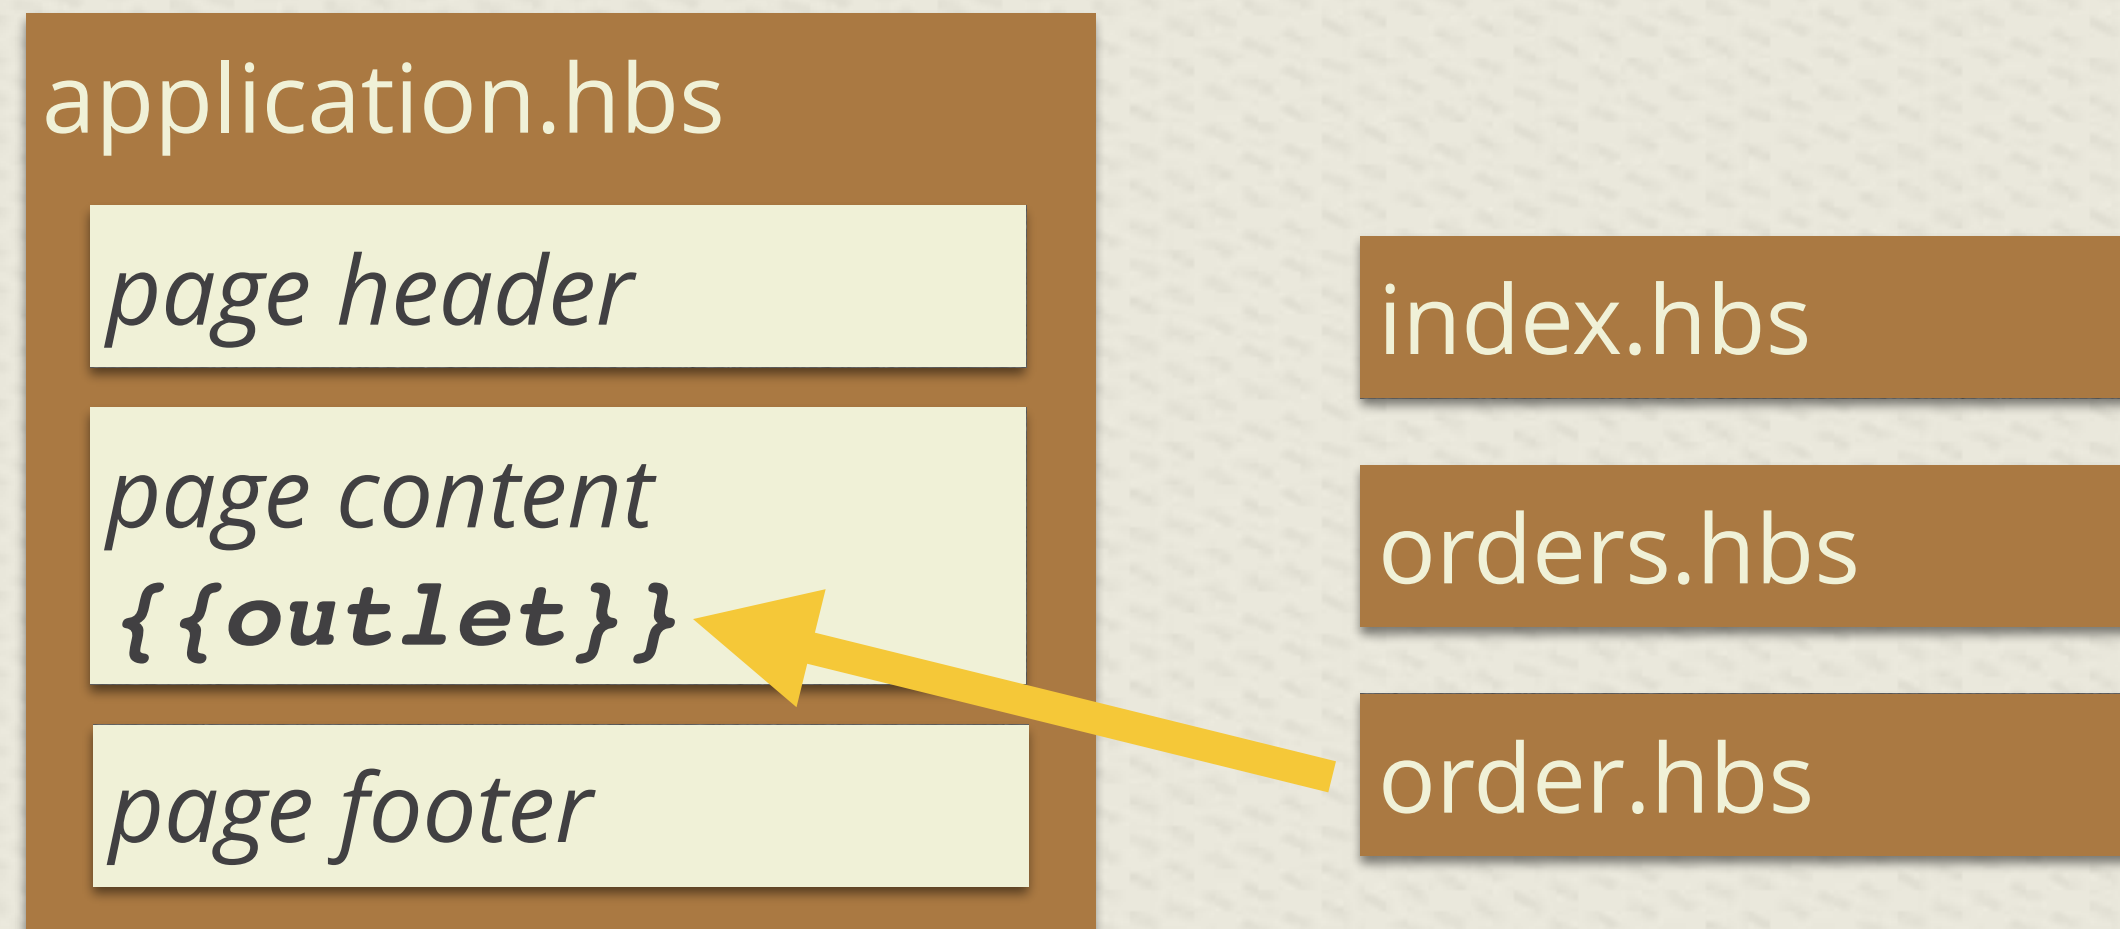 application.hbs
page header
page content
{{outlet}}
page footer
index.hbs
orders.hbs
order.hbs